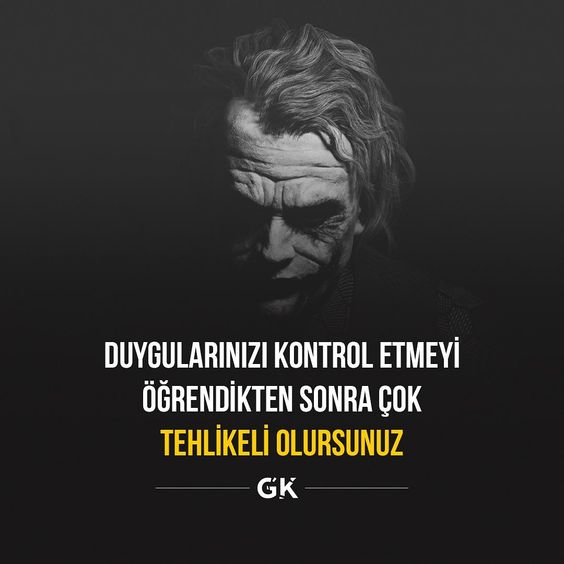 DUYGULARINIZI KONTROL ETMEYİ
ÖĞRENDİKTEN SONRA ÇOK
TEHLİKELİ OLURSUNUZ
GK